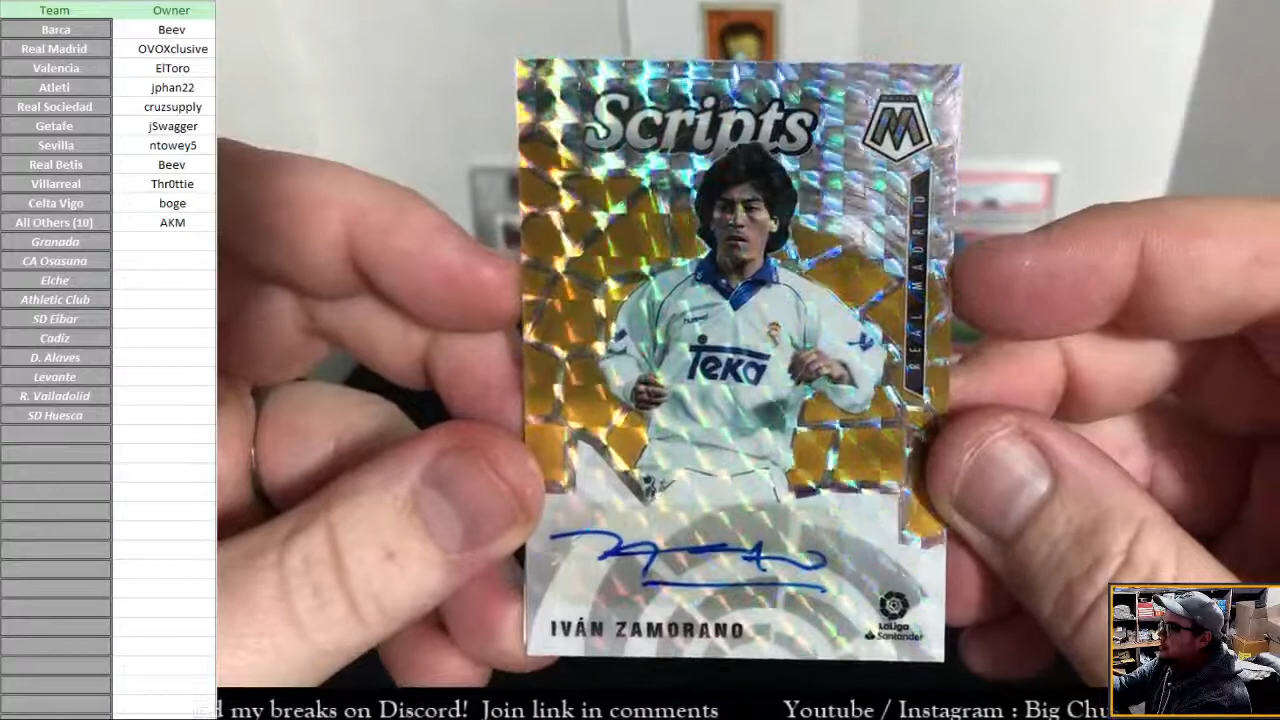 Team Owner
Barca Beev
Real Madrid OVOXclusive
Valencia ElToro
Atleti jphan22
Real Sociedad cruzsupply
Getafe jSwagger
Sevilla ntowey5
Real Betis Beev
Villarreal Thr0ttie
Celta Vigo boge
All Others (10) AKM
Granada
CA Osasuna
Elche
Athletic Club
SD Eibar
Cadiz
D. Alaves
Levante
R. Valladolid
SD Huesca
Scripts
MOSAIC
REAL MADRID
hummel
Teka
IVÁN ZAMORANO
LaLiga
Santander
my breaks on Discord! Join link in comments Youtube / Instagram : Big